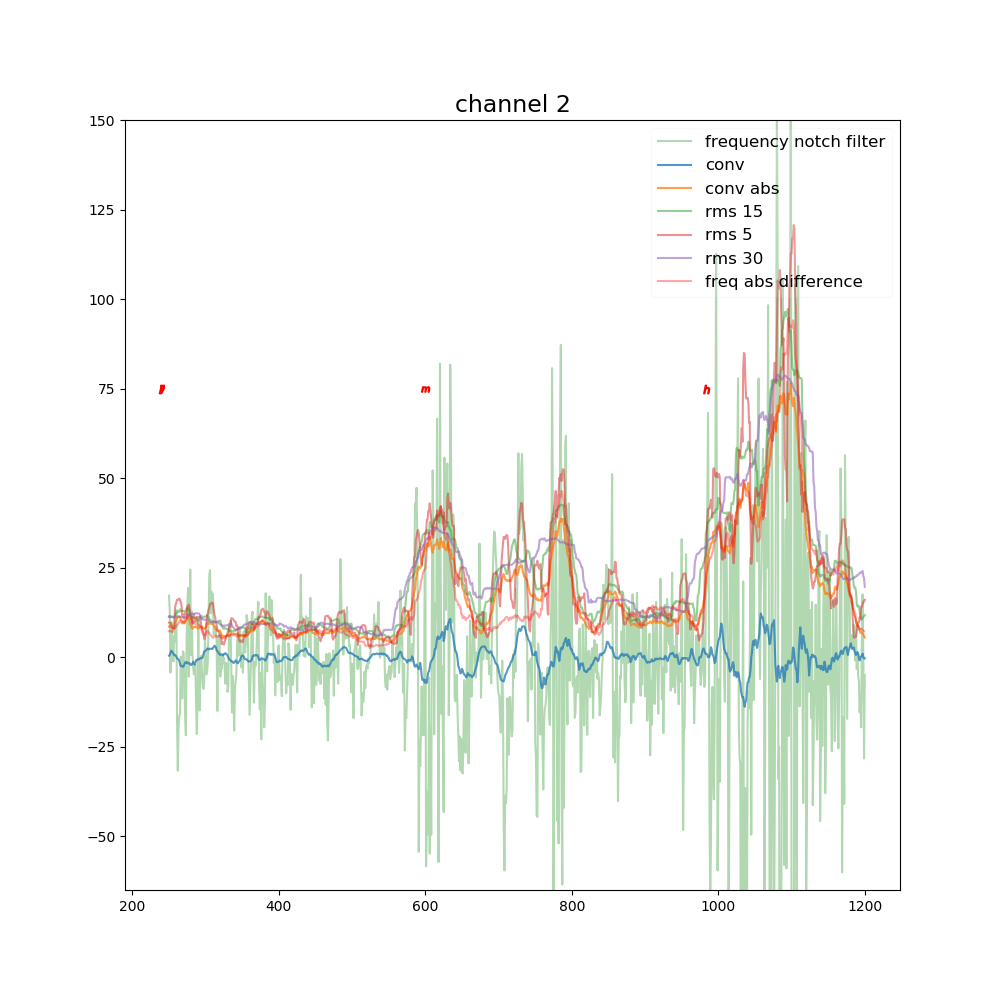 channel 2
150
125
100
75
50
25
0
−25
−50
200
400
600
800
1000
1200
frequency notch filter
conv
conv abs
rms 15
rms 5
rms 30
freq abs difference
m
h